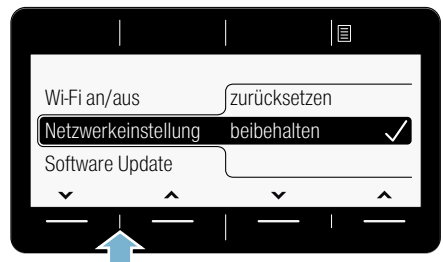 Wi-Fi an/aus zurücksetzen
Netzwerkeinstellung beibehalten
Software Update